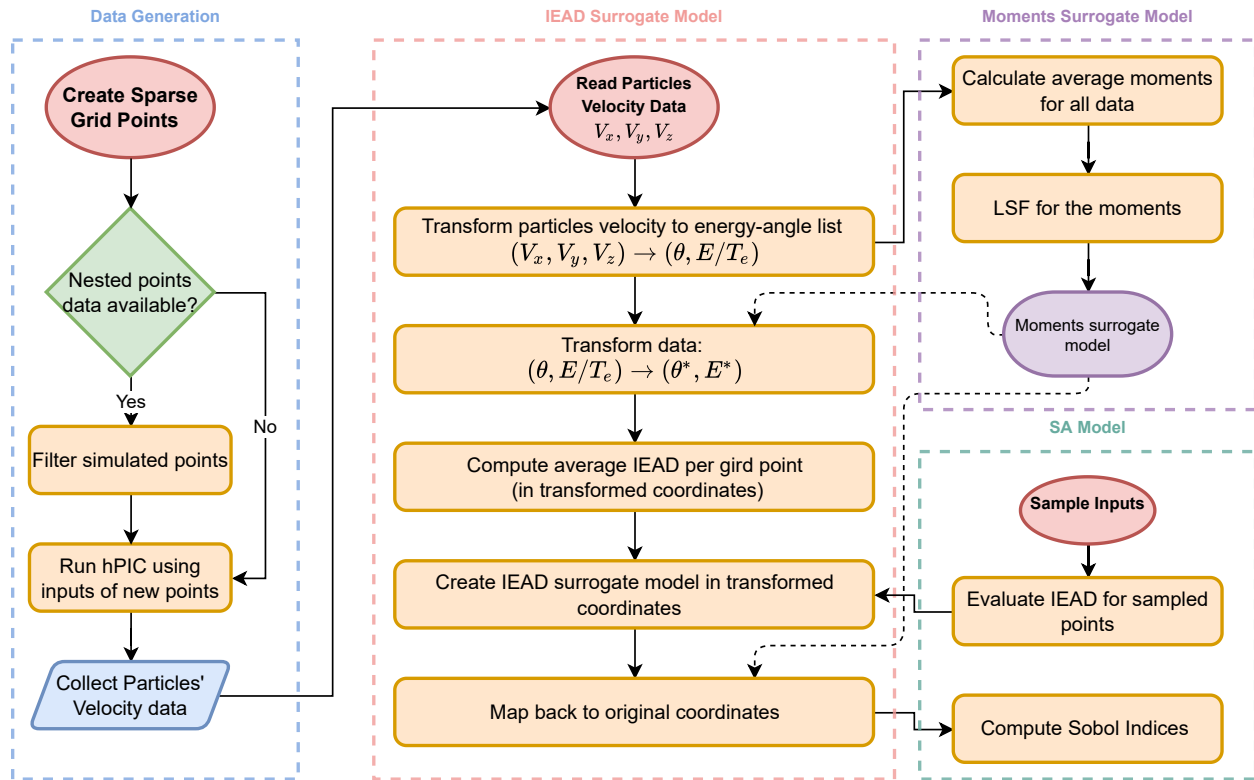 Data Generation
Create Sparse
Grid Points
Nested points
data available?
Yes
No
Filter simulated points
Run hPIC using
inputs of new points
Collect Particles'
Velocity data
IEAD Surrogate Model
Read Particles
Velocity Data
V_x, V_y, V_z
Transform particles velocity to energy-angle list
(V_x, V_y, V_z) → (θ, E/T_e)
Transform data:
(θ, E/T_e) → (θ*, E*)
Compute average IEAD per gird point
(in transformed coordinates)
Create IEAD surrogate model in transformed
coordinates
Map back to original coordinates
Moments Surrogate Model
Calculate average moments
for all data
LSF for the moments
Moments surrogate
model
SA Model
Sample Inputs
Evaluate IEAD for sampled
points
Compute Sobol Indices